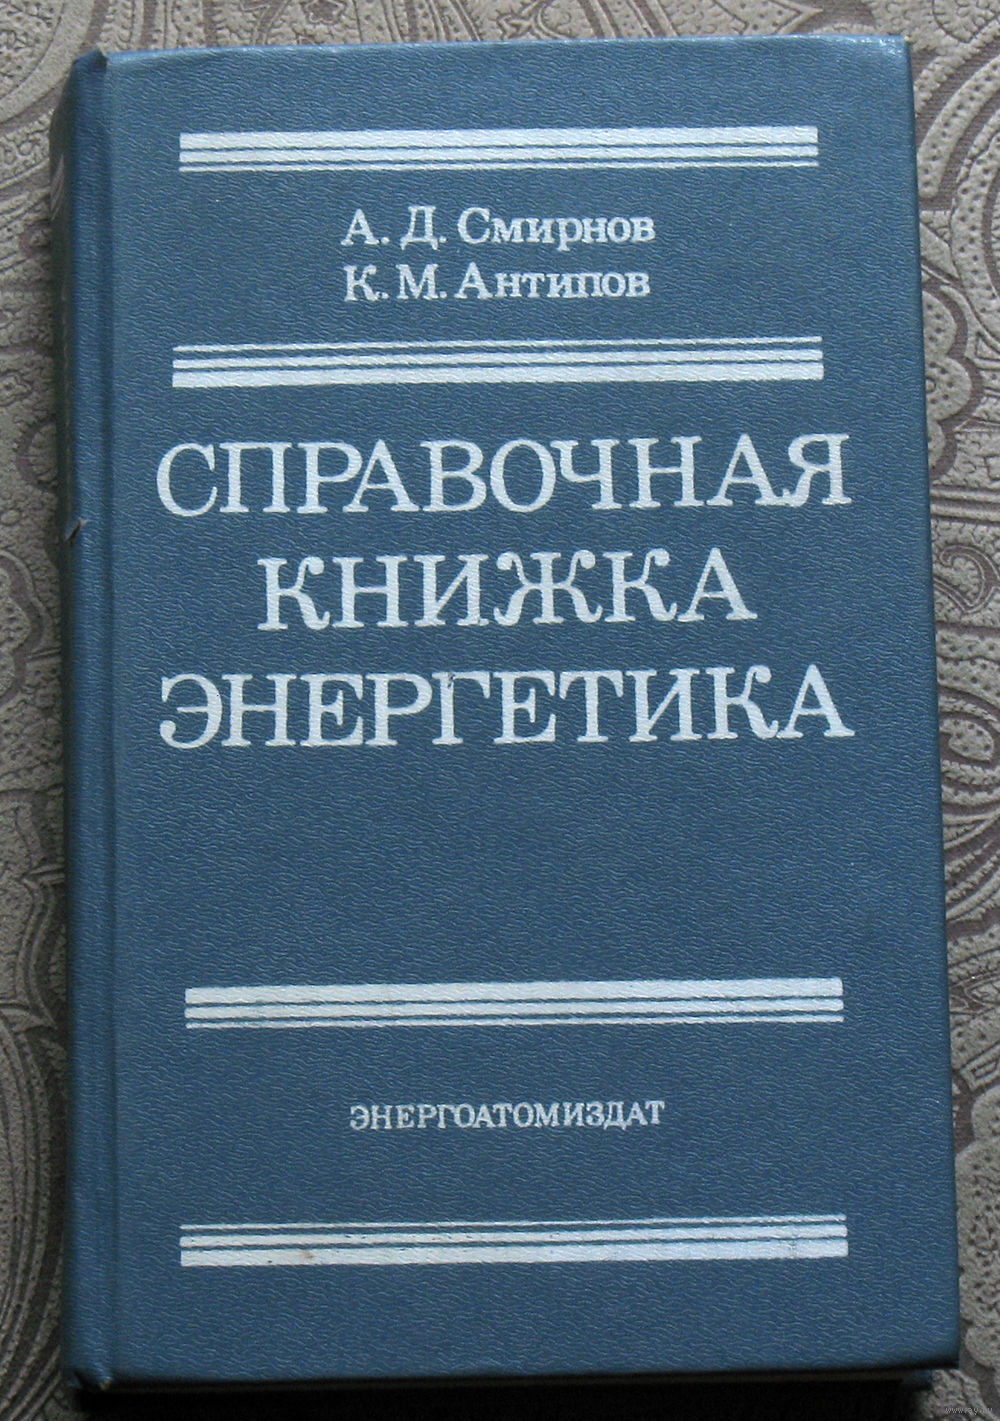 А. Д. Смирнов
К. М. Антипов
СПРАВОЧНАЯ
КНИЖКА
ЭНЕРГЕТИКА
ЭНЕРГОАТОМИЗДАТ